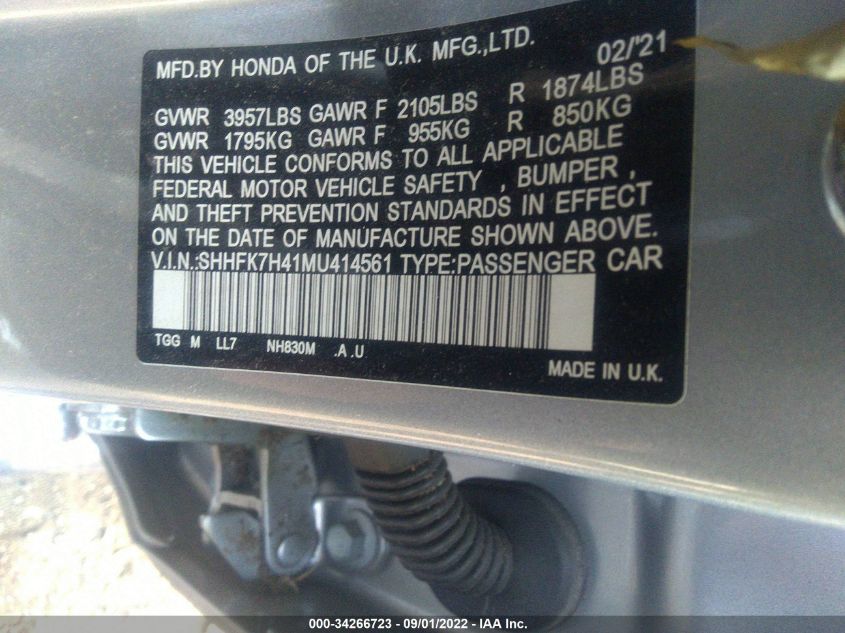 MFD.BY HONDA OF THE U.K. MFG.,LTD. 02/'21
GVWR 3957LBS GAWR F 2105LBS R 1874LBS
GVWR 1795KG GAWR F 955KG R 850KG
THIS VEHICLE CONFORMS TO ALL APPLICABLE
FEDERAL MOTOR VEHICLE SAFETY , BUMPER ,
AND THEFT PREVENTION STANDARDS IN EFFECT
ON THE DATE OF MANUFACTURE SHOWN ABOVE.
V.I.N.:SHHFK7H41MU414561 TYPE:PASSENGER CAR
TGG M LL7 NH830M .A .U
MADE IN U.K.
000-34266723 - 09/01/2022 - IAA Inc.